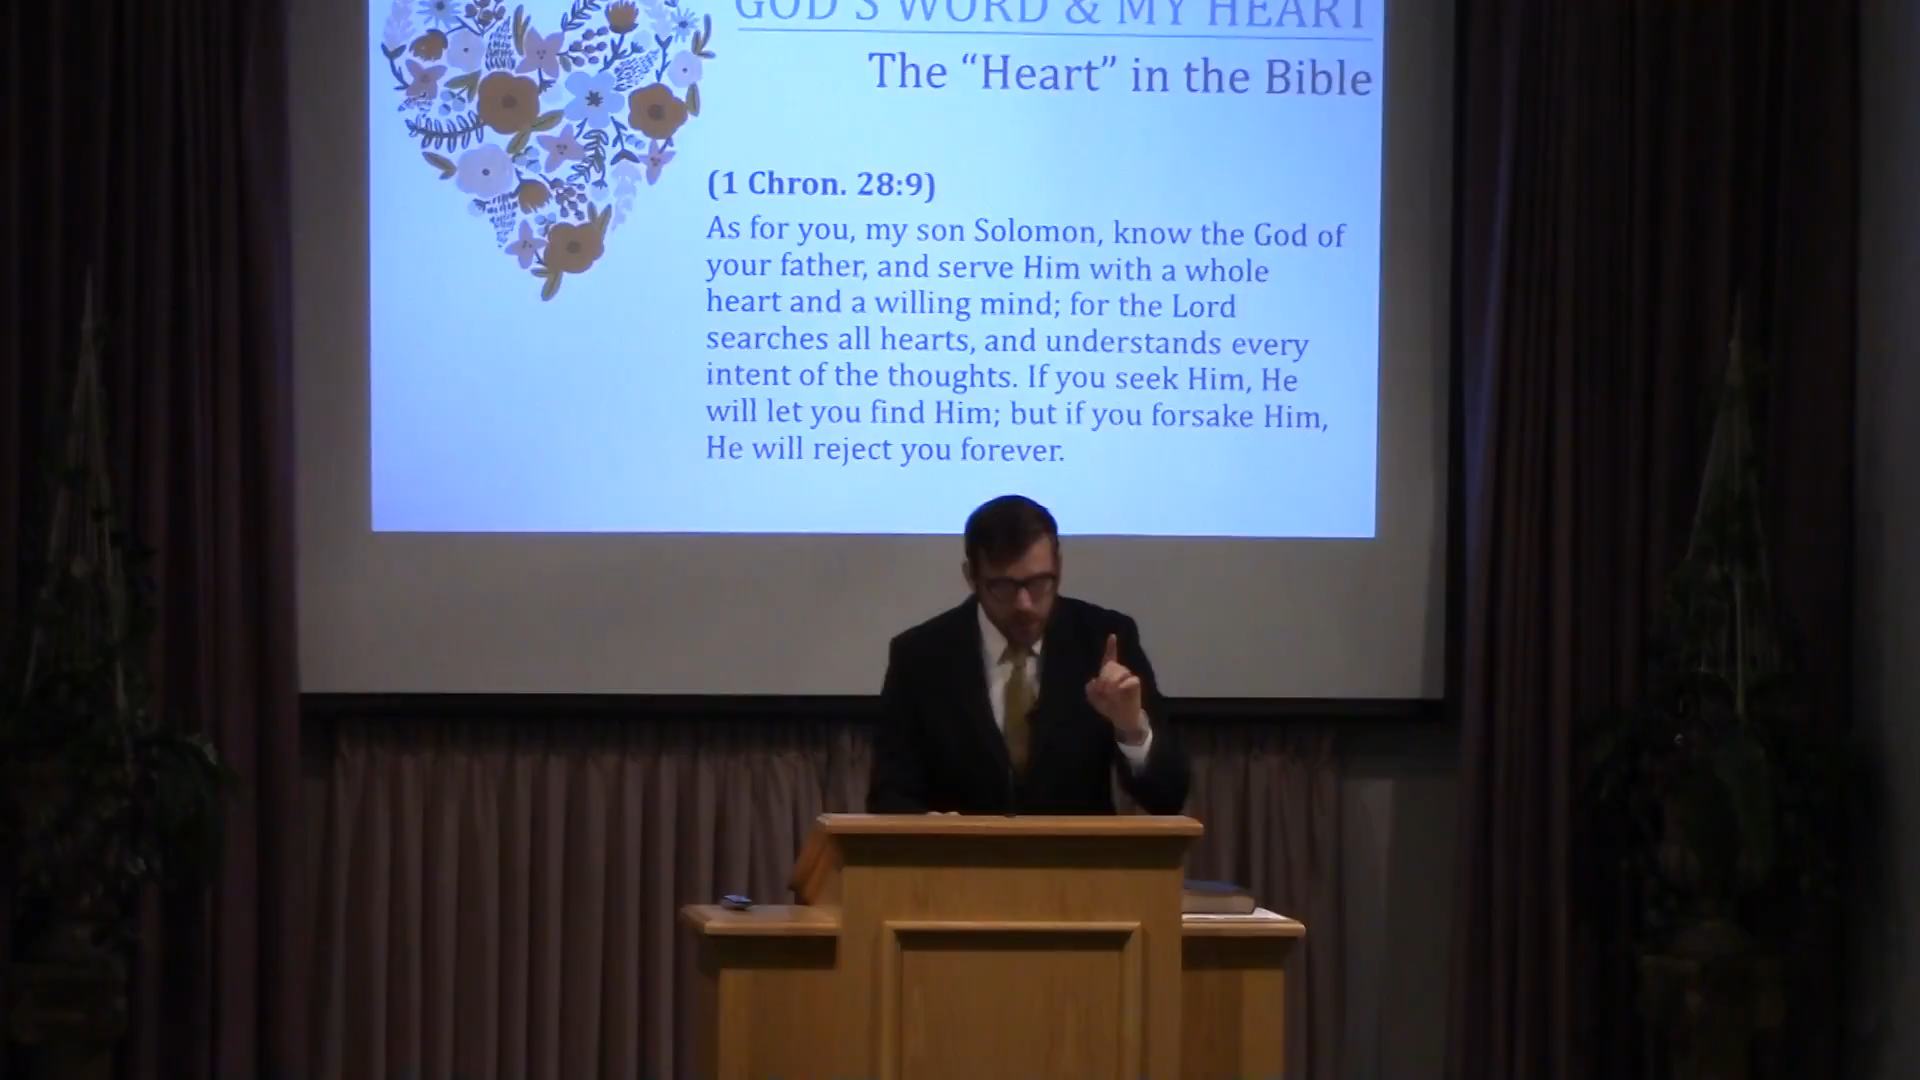 GOD'S WORD & MY HEART
The “Heart” in the Bible
(1 Chron. 28:9)
As for you, my son Solomon, know the God of
your father, and serve Him with a whole
heart and a willing mind; for the Lord
searches all hearts, and understands every
intent of the thoughts. If you seek Him, He
will let you find Him; but if you forsake Him,
He will reject you forever.